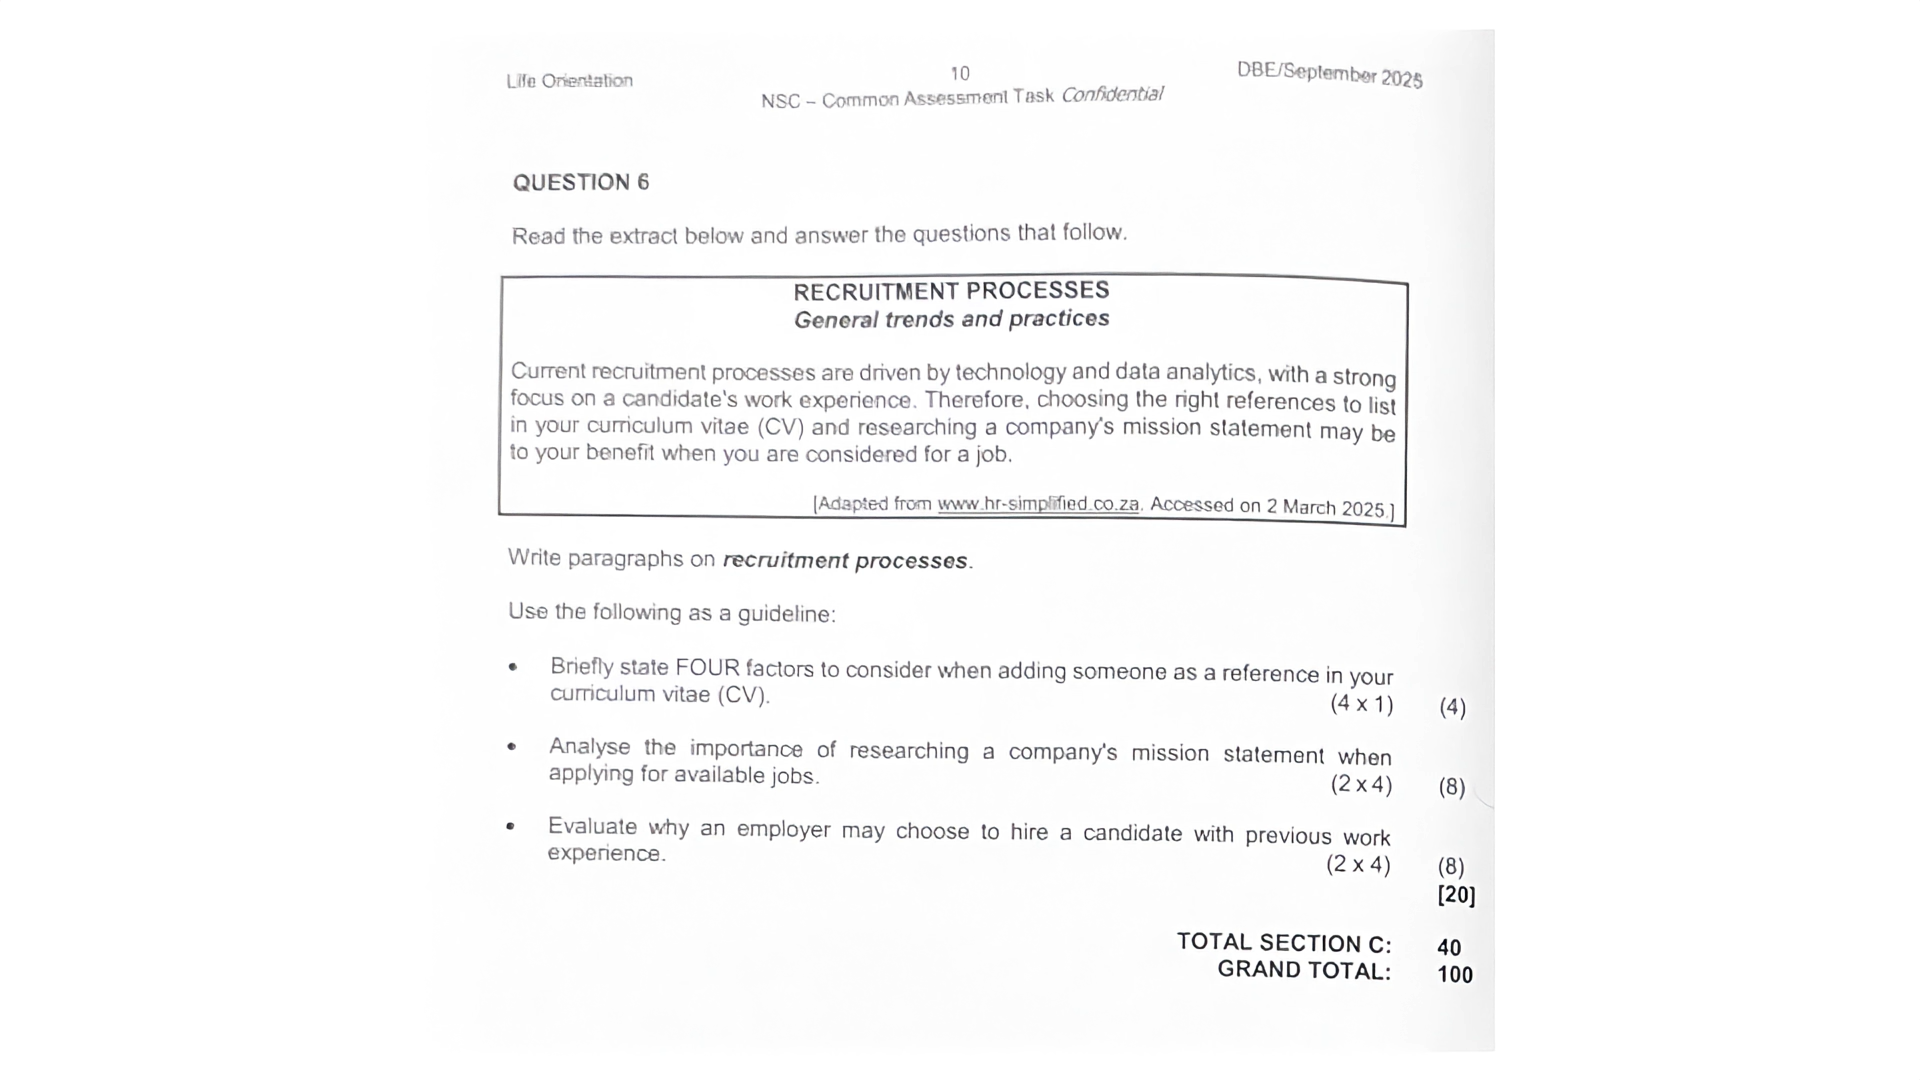 Life Orientation
10
DBE/September 2025
NSC – Common Assessment Task Confidential
QUESTION 6
Read the extract below and answer the questions that follow.
RECRUITMENT PROCESSES
General trends and practices
Current recruitment processes are driven by technology and data analytics, with a strong
focus on a candidate's work experience. Therefore, choosing the right references to list
in your curriculum vitae (CV) and researching a company's mission statement may be
to your benefit when you are considered for a job.
[Adapted from www.hr-simplified.co.za. Accessed on 2 March 2025.]
Write paragraphs on recruitment processes.
Use the following as a guideline:
• Briefly state FOUR factors to consider when adding someone as a reference in your
curriculum vitae (CV). (4 x 1) (4)
• Analyse the importance of researching a company's mission statement when
applying for available jobs. (2 x 4) (8)
• Evaluate why an employer may choose to hire a candidate with previous work
experience. (2 x 4) (8)
[20]
TOTAL SECTION C: 40
GRAND TOTAL: 100